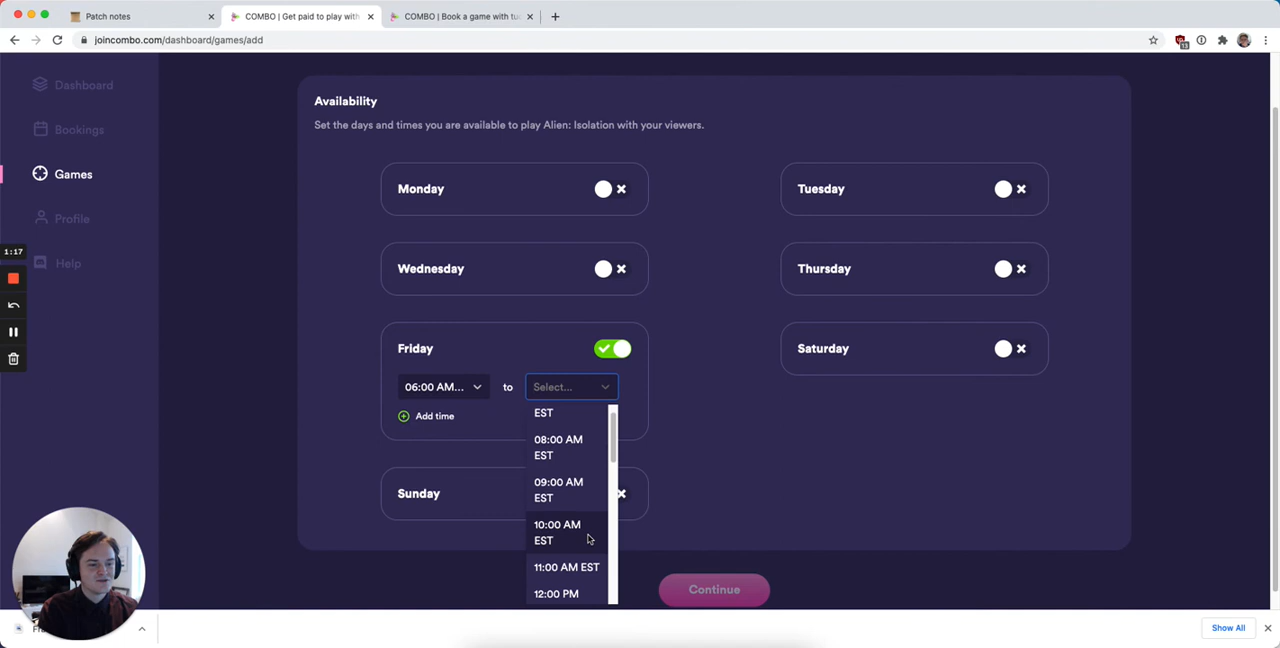 Patch notes
COMBO | Get paid to play with
COMBO | Book a game with tu
joincombo.com/dashboard/games/add
13
Dashboard
Bookings
Games
Profile
Help
1:17
Availability
Set the days and times you are available to play Alien: Isolation with your viewers.
Monday
Tuesday
Wednesday
Thursday
Friday
Saturday
06:00 AM...
to
Select...
Add time
EST
08:00 AM
EST
09:00 AM
EST
10:00 AM
EST
11:00 AM EST
12:00 PM
Sunday
Continue
Show All